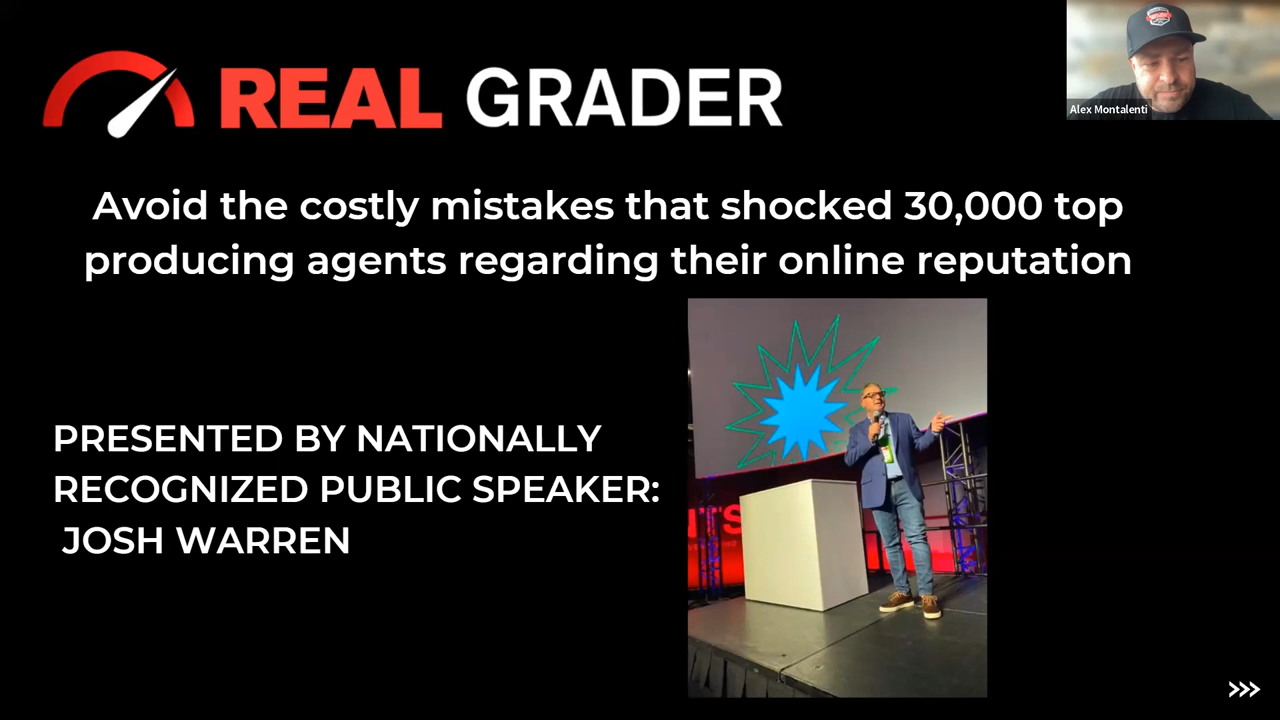 REAL GRADER
Alex Montalenti
Avoid the costly mistakes that shocked 30,000 top
producing agents regarding their online reputation
PRESENTED BY NATIONALLY
RECOGNIZED PUBLIC SPEAKER:
JOSH WARREN
NTS